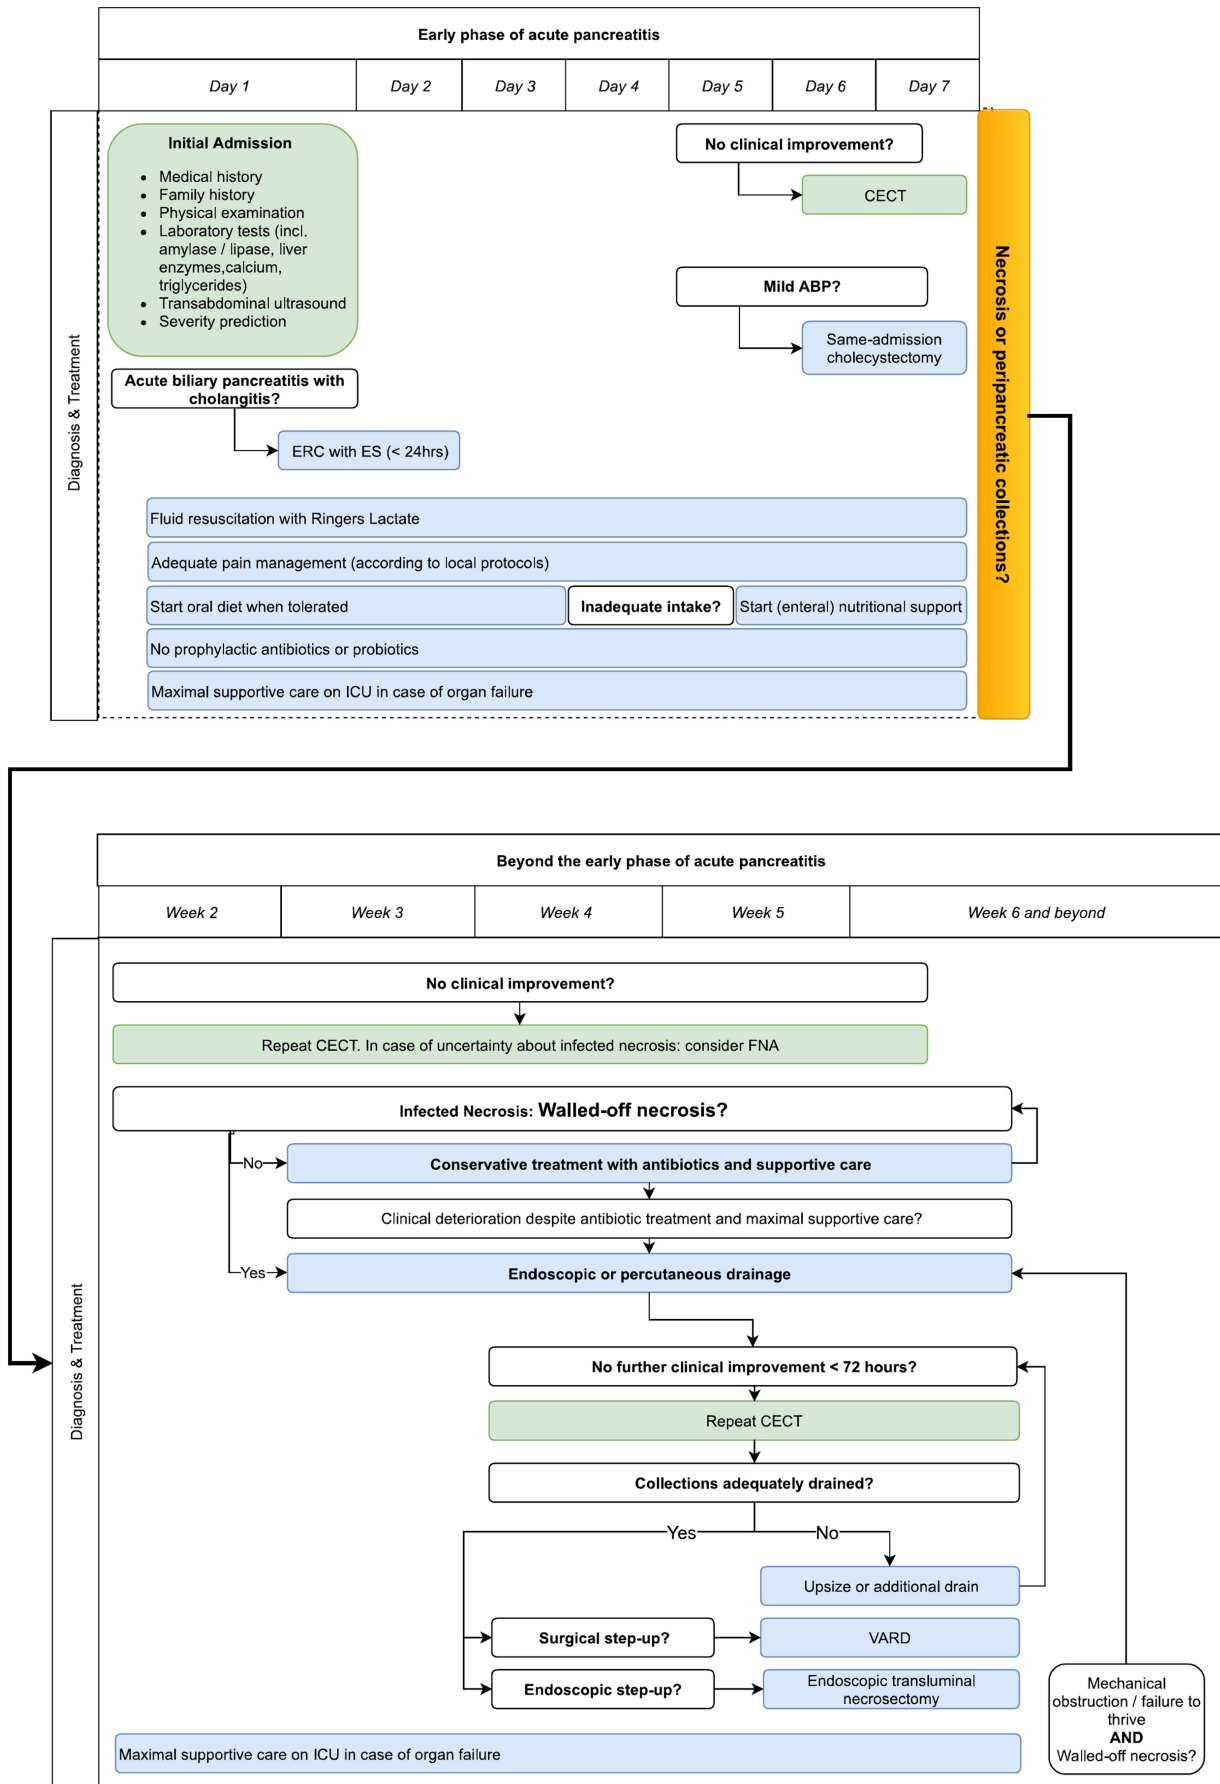 Early phase of acute pancreatitis
Day 1
Day 2
Day 3
Day 4
Day 5
Day 6
Day 7
Diagnosis & Treatment
Initial Admission
• Medical history
• Family history
• Physical examination
• Laboratory tests (incl.
amylase / lipase, liver
enzymes,calcium,
triglycerides)
• Transabdominal ultrasound
• Severity prediction
No clinical improvement?
CECT
Mild ABP?
Same-admission
cholecystectomy
Acute biliary pancreatitis with
cholangitis?
ERC with ES (< 24hrs)
Fluid resuscitation with Ringers Lactate
Adequate pain management (according to local protocols)
Start oral diet when tolerated
Inadequate intake?
Start (enteral) nutritional support
No prophylactic antibiotics or probiotics
Maximal supportive care on ICU in case of organ failure
Necrosis or peripancreatic collections?
Beyond the early phase of acute pancreatitis
Week 2
Week 3
Week 4
Week 5
Week 6 and beyond
Diagnosis & Treatment
No clinical improvement?
Repeat CECT. In case of uncertainty about infected necrosis: consider FNA
Infected Necrosis: Walled-off necrosis?
No
Conservative treatment with antibiotics and supportive care
Clinical deterioration despite antibiotic treatment and maximal supportive care?
Yes
Endoscopic or percutaneous drainage
No further clinical improvement < 72 hours?
Repeat CECT
Collections adequately drained?
Yes
No
Upsize or additional drain
Surgical step-up?
VARD
Endoscopic step-up?
Endoscopic transluminal
necrosectomy
Mechanical
obstruction / failure to
thrive
AND
Walled-off necrosis?
Maximal supportive care on ICU in case of organ failure